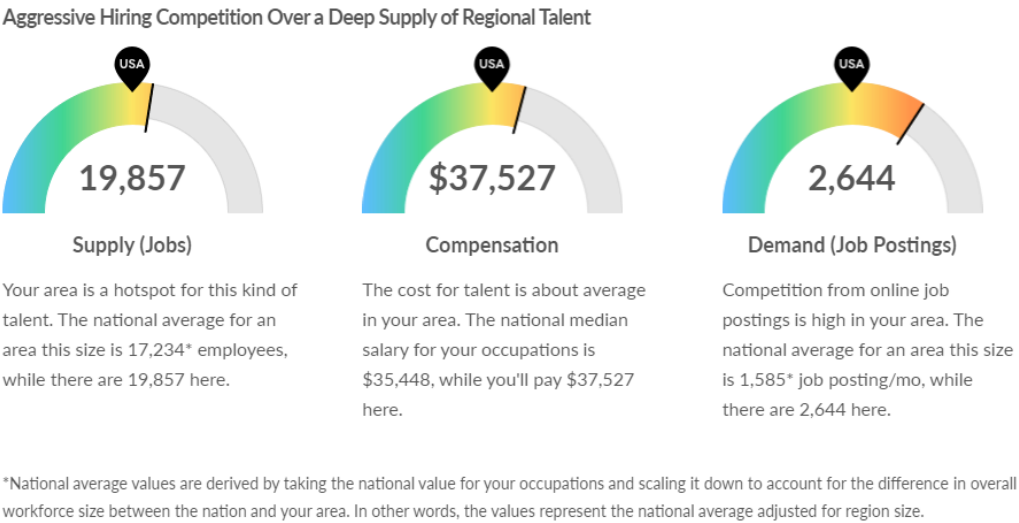 Aggressive Hiring Competition Over a Deep Supply of Regional Talent
USA
USA
USA
19,857
$37,527
2,644
Supply (Jobs)
Compensation
Demand (Job Postings)
Your area is a hotspot for this kind of
talent. The national average for an
area this size is 17,234* employees,
while there are 19,857 here.
The cost for talent is about average
in your area. The national median
salary for your occupations is
$35,448, while you'll pay $37,527
here.
Competition from online job
postings is high in your area. The
national average for an area this size
is 1,585* job posting/mo, while
there are 2,644 here.
*National average values are derived by taking the national value for your occupations and scaling it down to account for the difference in overall
workforce size between the nation and your area. In other words, the values represent the national average adjusted for region size.